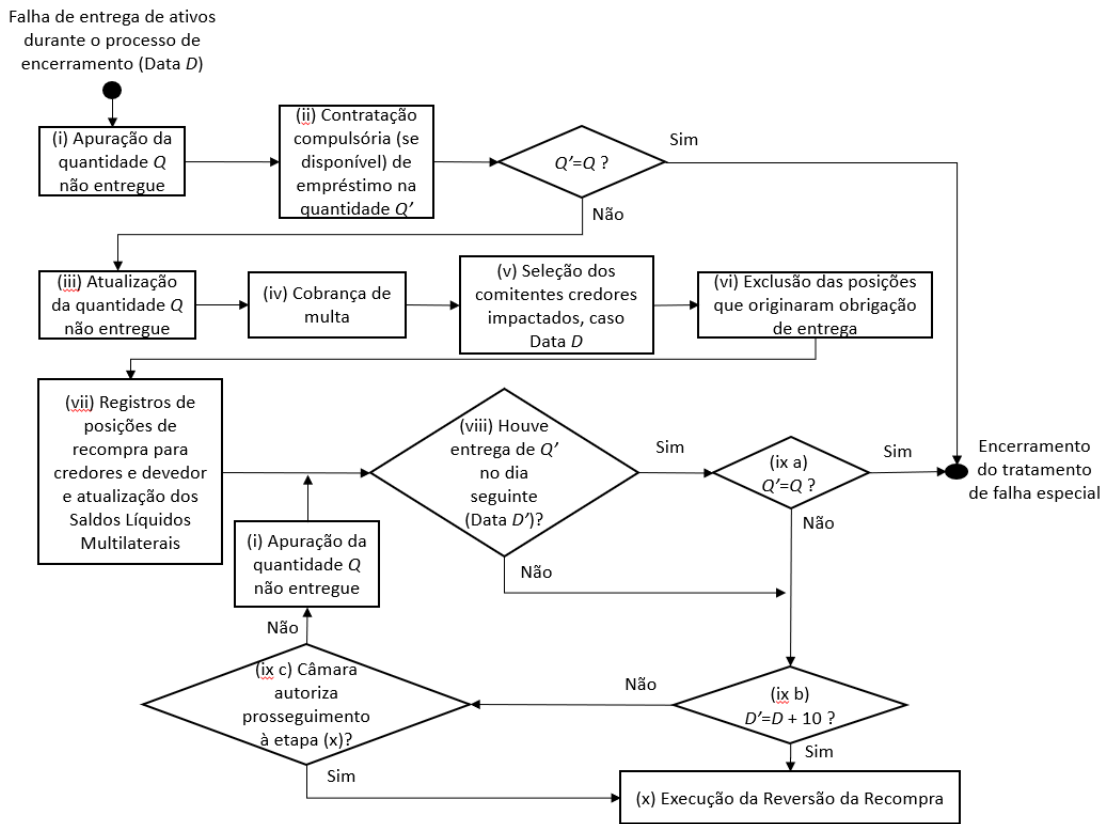 Falha de entrega de ativos
durante o processo de
encerramento (Data D)
(i) Apuração da
quantidade Q
não entregue
(ii) Contratação
compulsória (se
disponível) de
empréstimo na
quantidade Q'
Q'=Q ?
Sim
Não
(iii) Atualização
da quantidade Q
não entregue
(iv) Cobrança de
multa
(v) Seleção dos
comitentes credores
impactados, caso
Data D
(vi) Exclusão das posições
que originaram obrigação
de entrega
(vii) Registros de
posições de
recompra para
credores e devedor
e atualização dos
Saldos Líquidos
Multilaterais
(viii) Houve
entrega de Q'
no dia
seguinte
(Data D')?
Sim
Não
(ix a)
Q'=Q ?
Sim
Não
Encerramento
do tratamento
de falha especial
(i) Apuração da
quantidade Q
não entregue
Não
(ix c) Câmara
autoriza
prosseguimento
à etapa (x)?
Sim
Não
(ix b)
D'=D + 10 ?
Sim
(x) Execução da Reversão da Recompra